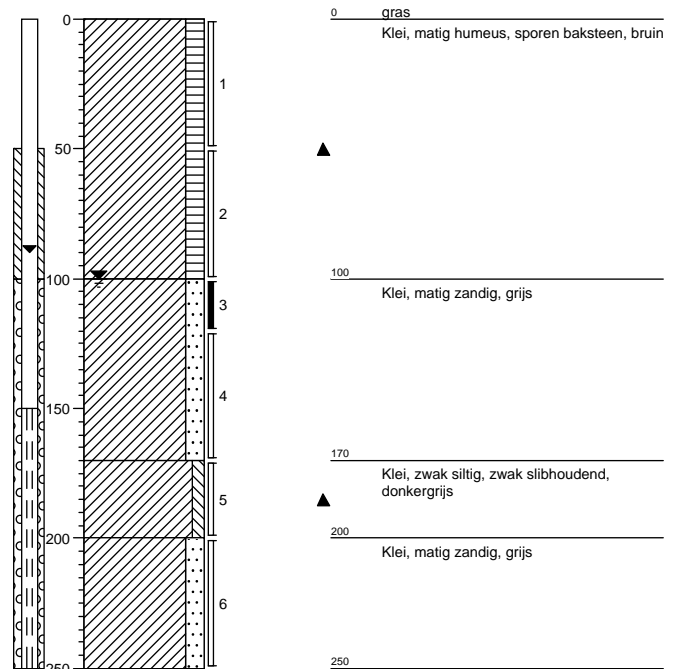 0
50
100
150
200
250
1
2
3
4
5
6
0 gras
Klei, matig humeus, sporen baksteen, bruin
100
Klei, matig zandig, grijs
170
Klei, zwak siltig, zwak slibhoudend,
donkergrijs
200
Klei, matig zandig, grijs
250